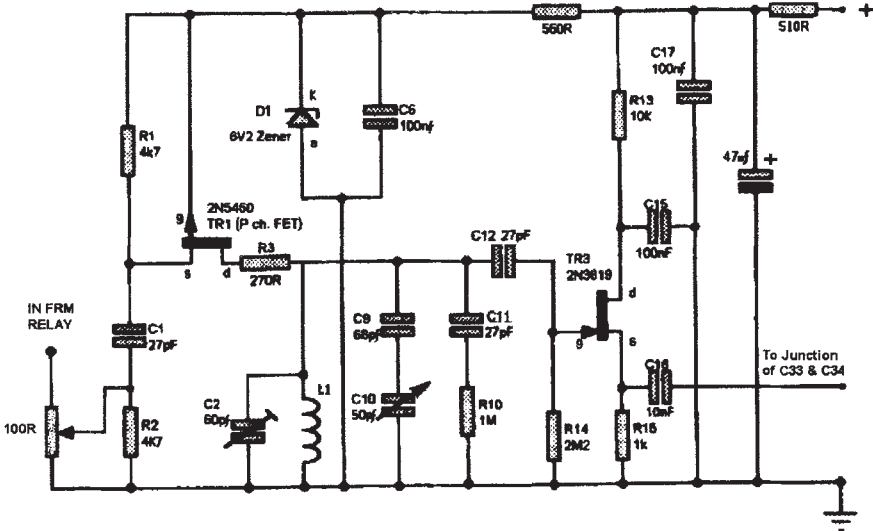 560R
510R
+
C17
100nf
K
D1
6V2 Zener
a
C6
100nf
R13
10k
R1
4k7
47uf
+
2N5460
TR1 (P ch. FET)
g
s
d
R3
270R
C12 27pF
C15
100nF
TR3
2N3819
d
g
s
IN FRM
RELAY
C1
27pF
C9
68pf
C11
27pF
To Junction
of C33 & C34
C16
10nF
100R
R2
4K7
C2
60pf
L1
C10
50pf
R10
1M
R14
2M2
R15
1k